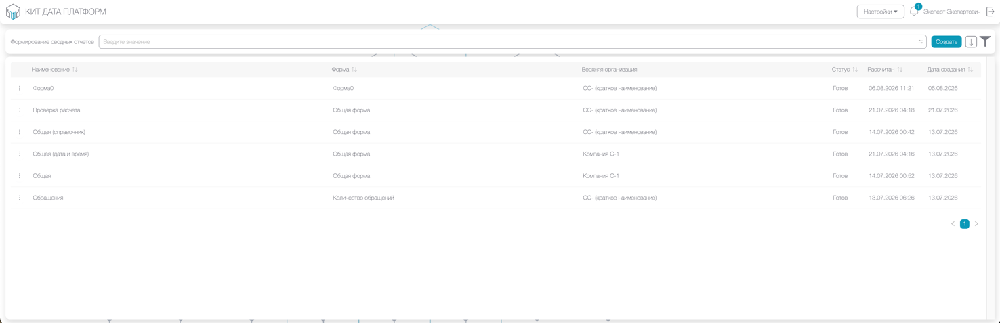 КИТ ДАТА ПЛАТФОРМ Настройки 1 Эксперт Экспертович
Формирование сводных отчетов Введите значение Создать
Наименование Форма Верхняя организация Статус Рассчитан Дата создания
Форма0 Форма0 СС- (краткое наименование) Готов 06.08.2026 11:21 06.08.2026
Проверка расчета Общая форма СС- (краткое наименование) Готов 21.07.2026 04:18 21.07.2026
Общая (справочник) Общая форма СС- (краткое наименование) Готов 14.07.2026 00:42 13.07.2026
Общая (дата и время) Общая форма Компания С-1 Готов 21.07.2026 04:16 13.07.2026
Общая Общая форма Компания С-1 Готов 14.07.2026 00:52 13.07.2026
Обращения Количество обращений СС- (краткое наименование) Готов 13.07.2026 06:26 13.07.2026
1